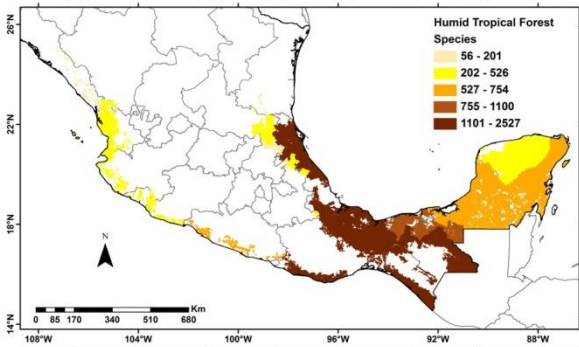 26°N
22°N
18°N
14°N
Humid Tropical Forest
Species
56 - 201
202 - 526
527 - 754
755 - 1100
1101 - 2527
N
Km
0 85 170 340 510 680
108°W 104°W 100°W 96°W 92°W 88°W